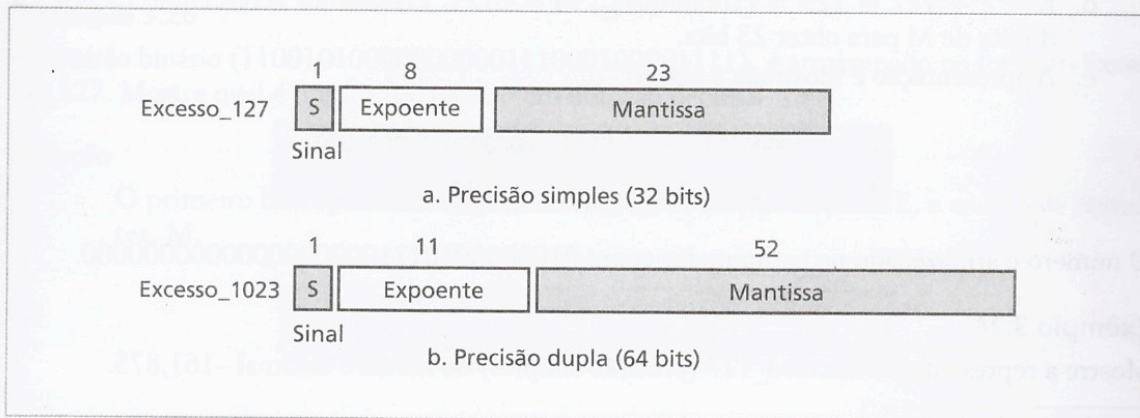 1 8 23
Excesso_127 S Expoente Mantissa
Sinal
a. Precisão simples (32 bits)
1 11 52
Excesso_1023 S Expoente Mantissa
Sinal
b. Precisão dupla (64 bits)